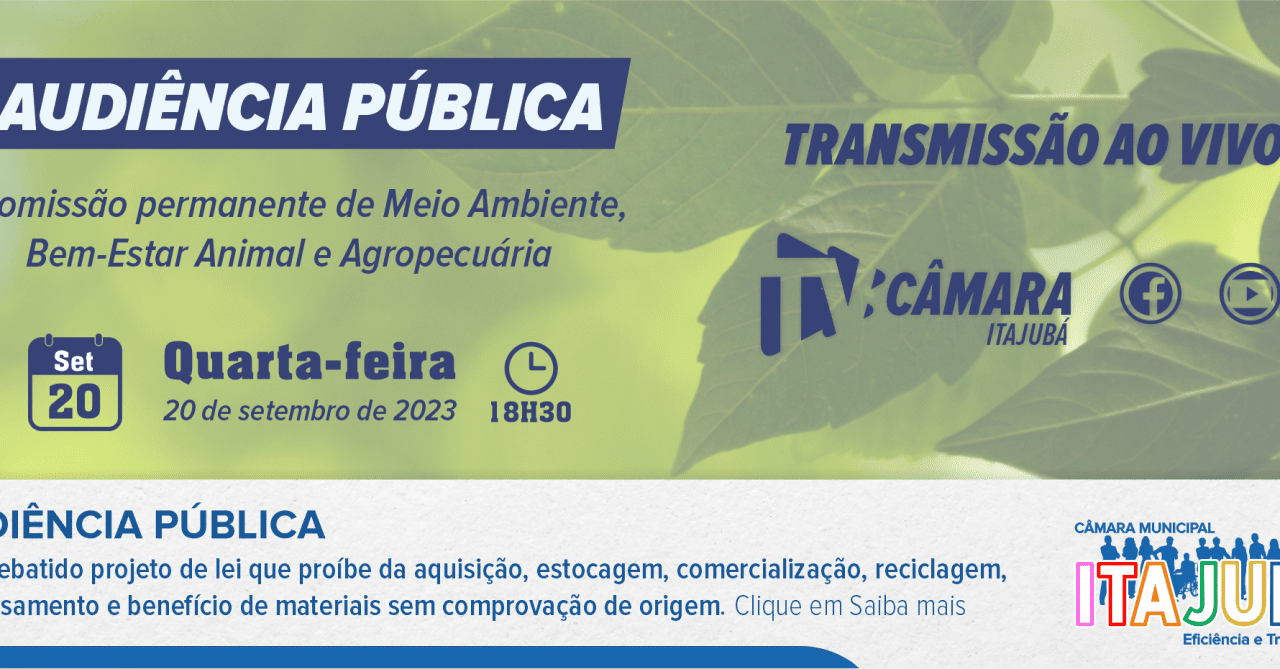 AUDIÊNCIA PÚBLICA
omissão permanente de Meio Ambiente,
Bem-Estar Animal e Agropecuária
Set
20
Quarta-feira
20 de setembro de 2023
18H30
TRANSMISSÃO AO VIVO
TV CÂMARA
ITAJUBÁ
DIÊNCIA PÚBLICA
ebatido projeto de lei que proíbe da aquisição, estocagem, comercialização, reciclagem,
samento e benefício de materiais sem comprovação de origem. Clique em Saiba mais
CÂMARA MUNICIPAL
ITAJU
Eficiência e Tr